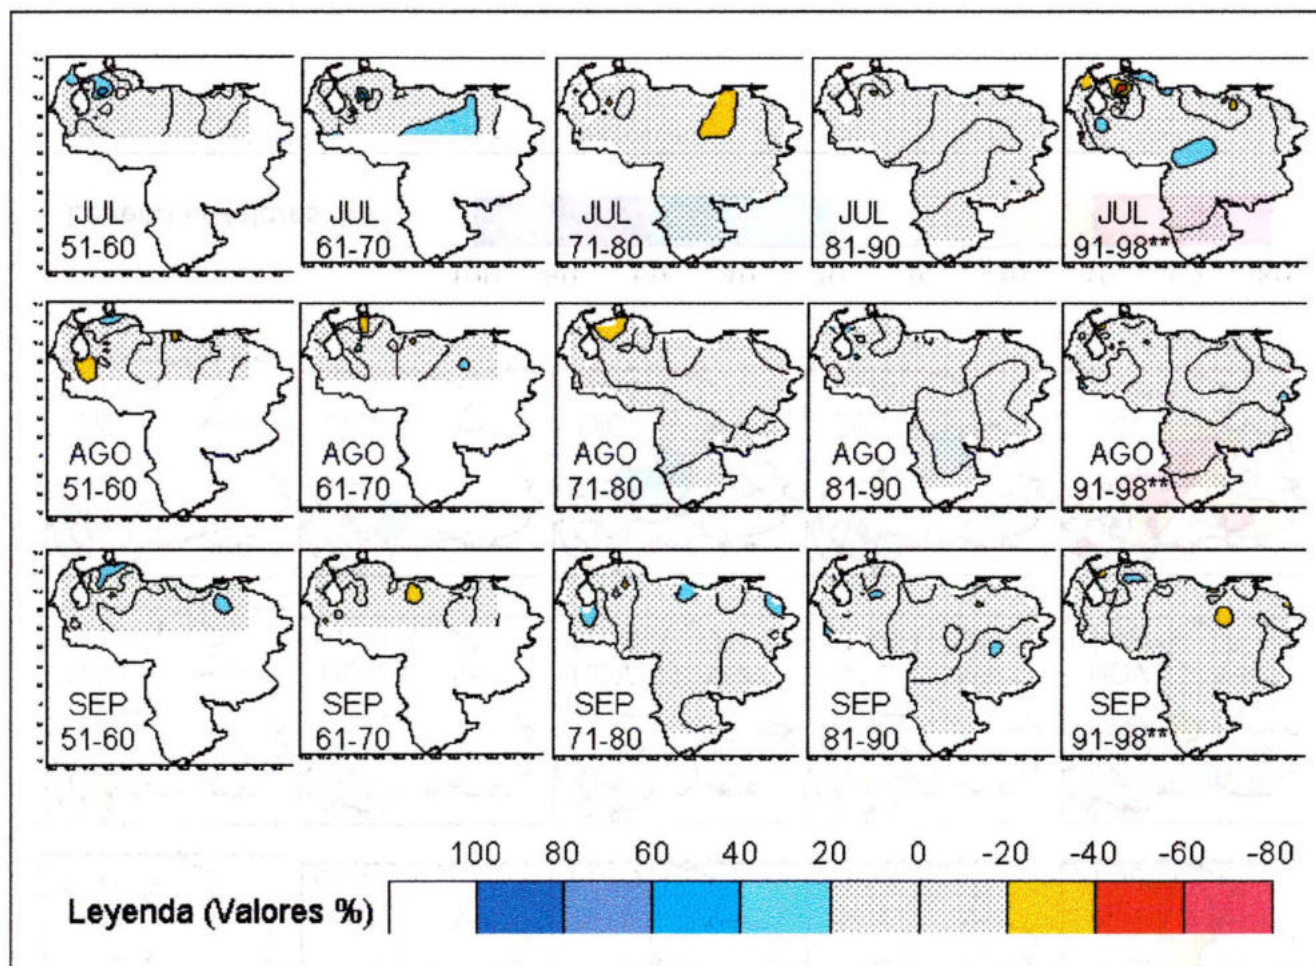 JUL JUL JUL JUL JUL
51-60 61-70 71-80 81-90 91-98**
AGO AGO AGO AGO AGO
51-60 61-70 71-80 81-90 91-98**
SEP SEP SEP SEP SEP
51-60 61-70 71-80 81-90 91-98**
100 80 60 40 20 0 -20 -40 -60 -80
Leyenda (Valores %)